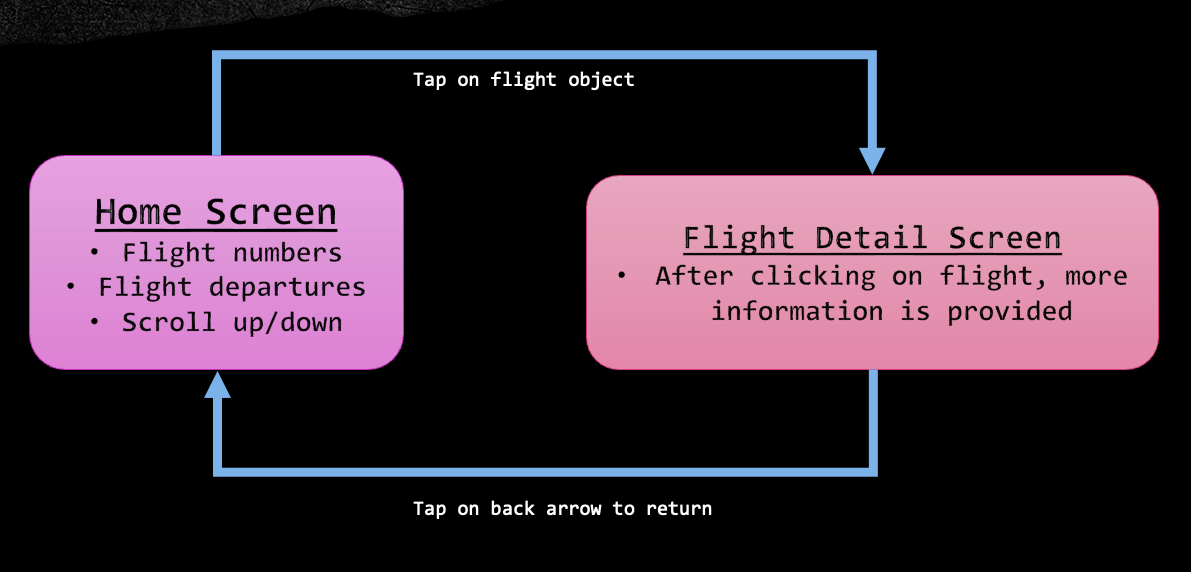 Tap on flight object
Home Screen
• Flight numbers
• Flight departures
• Scroll up/down
Flight Detail Screen
• After clicking on flight, more
information is provided
Tap on back arrow to return